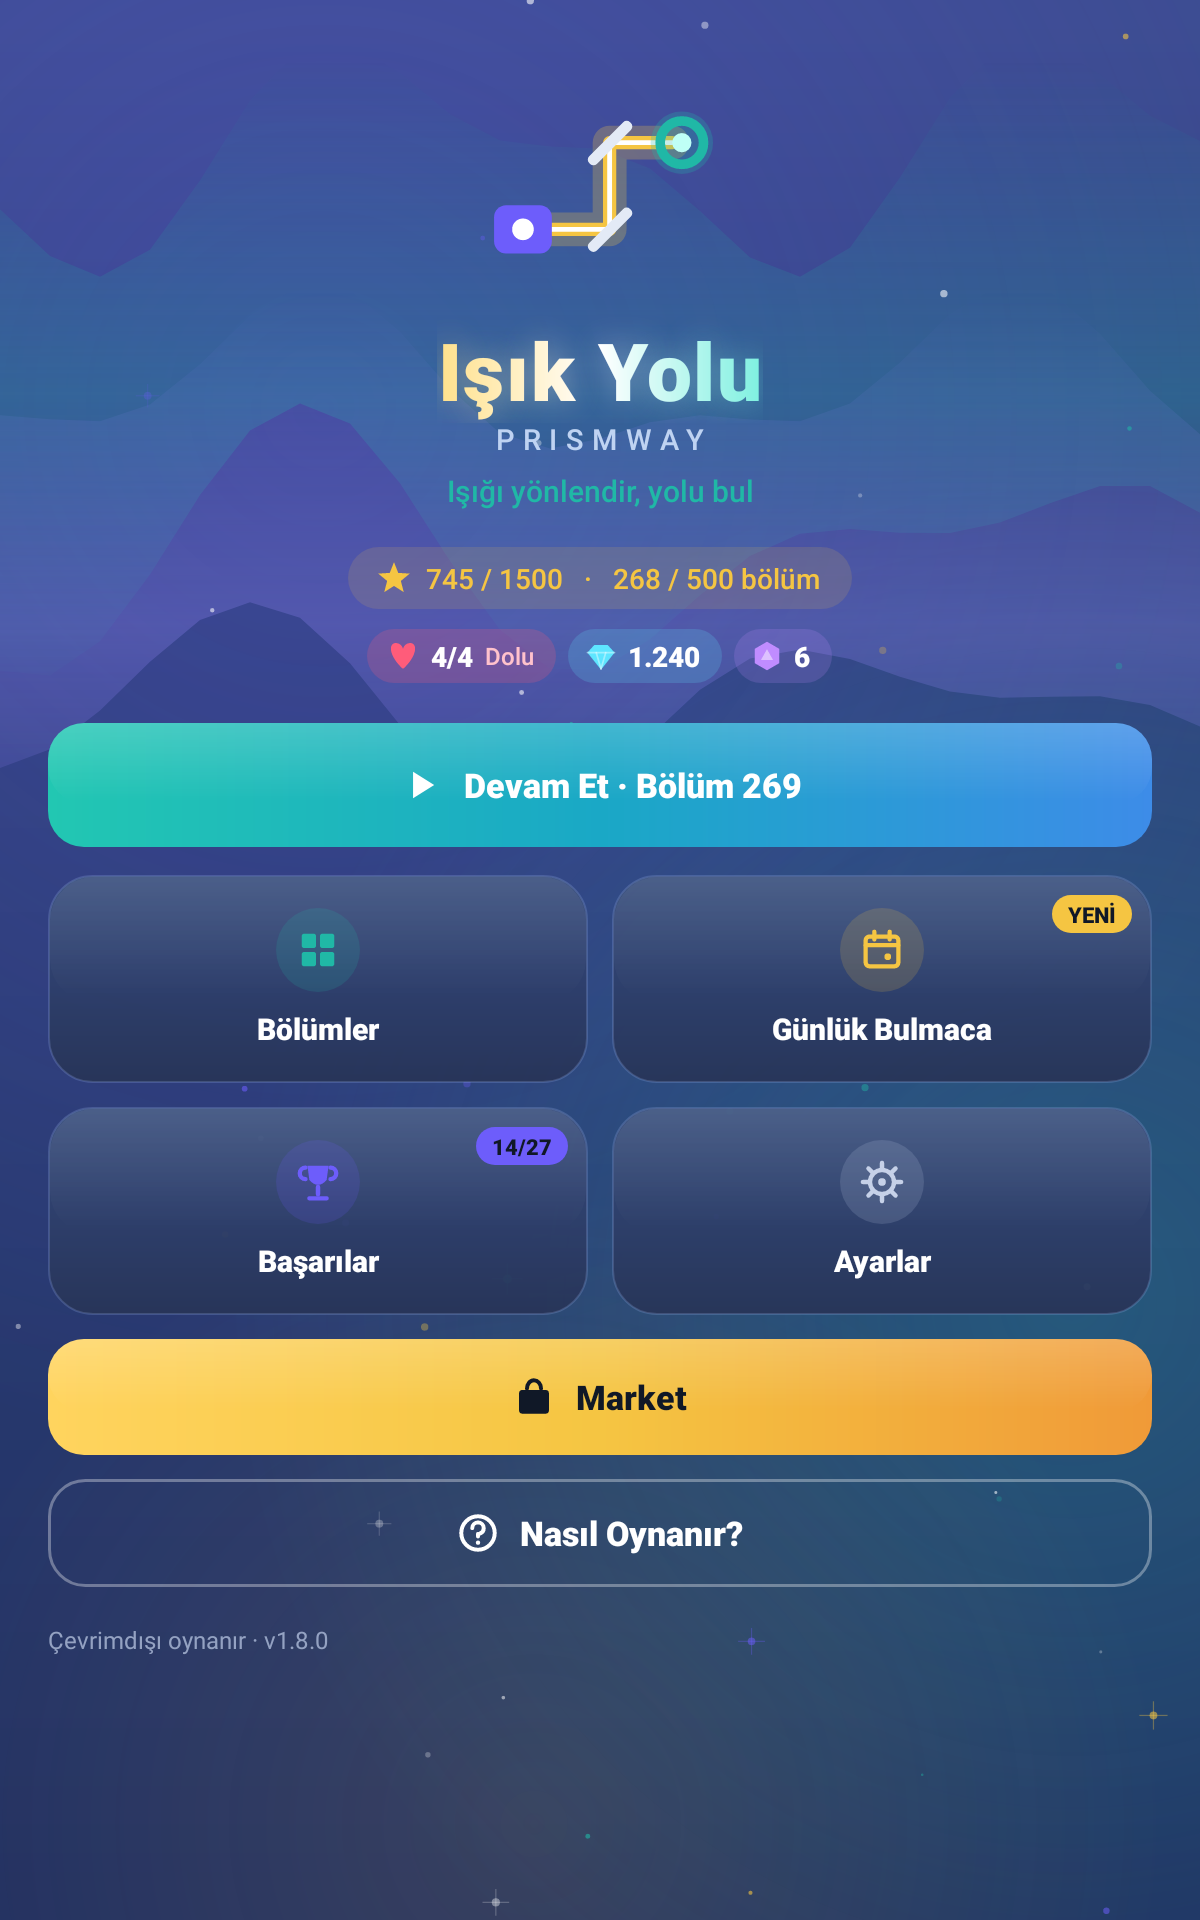 Işık Yolu
PRISMWAY
Işığı yönlendir, yolu bul
745 / 1500 · 268 / 500 bölüm
4/4 Dolu 1.240 6
Devam Et · Bölüm 269
YENİ
Bölümler Günlük Bulmaca
14/27
Başarılar Ayarlar
Market
Nasıl Oynanır?
Çevrimdışı oynanır · v1.8.0